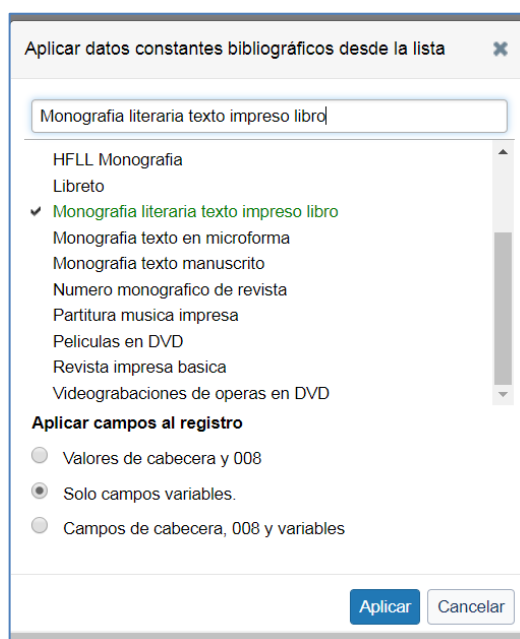 Aplicar datos constantes bibliográficos desde la lista
Monografia literaria texto impreso libro
HFLL Monografia
Libreto
Monografia literaria texto impreso libro
Monografia texto en microforma
Monografia texto manuscrito
Numero monografico de revista
Partitura musica impresa
Peliculas en DVD
Revista impresa basica
Videograbaciones de operas en DVD
Aplicar campos al registro
Valores de cabecera y 008
Solo campos variables.
Campos de cabecera, 008 y variables
Aplicar Cancelar